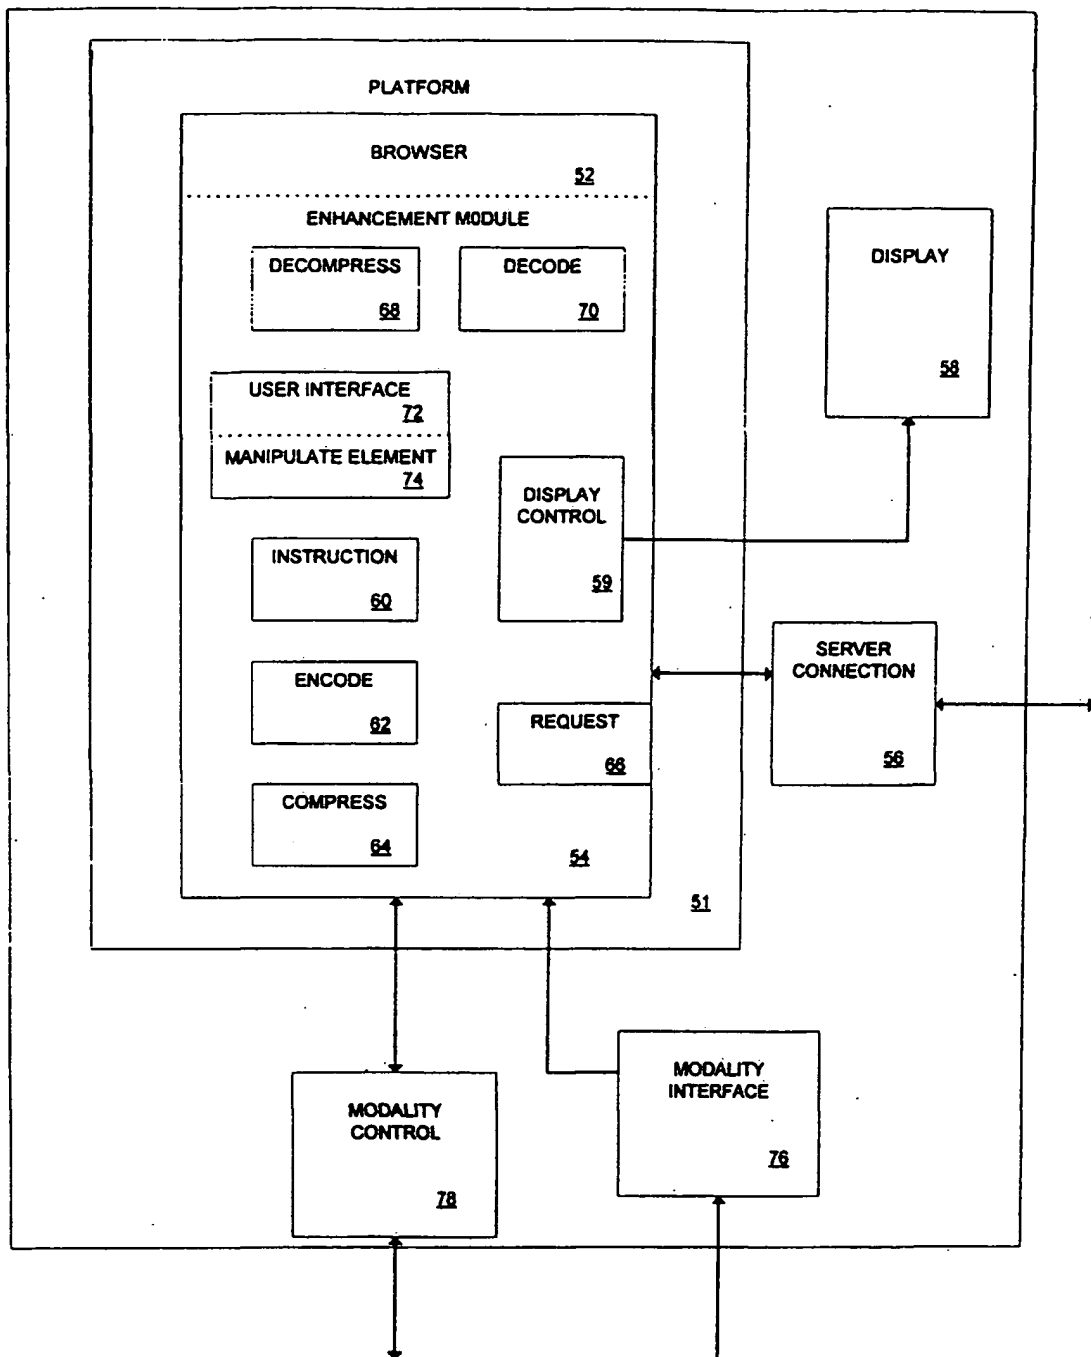 PLATFORM
BROWSER
52
ENHANCEMENT MODULE
DECOMPRESS
68
DECODE
70
DISPLAY
58
USER INTERFACE
72
MANIPULATE ELEMENT
74
DISPLAY
CONTROL
59
INSTRUCTION
60
ENCODE
62
SERVER
CONNECTION
56
REQUEST
66
COMPRESS
64
54
51
MODALITY
CONTROL
78
MODALITY
INTERFACE
76